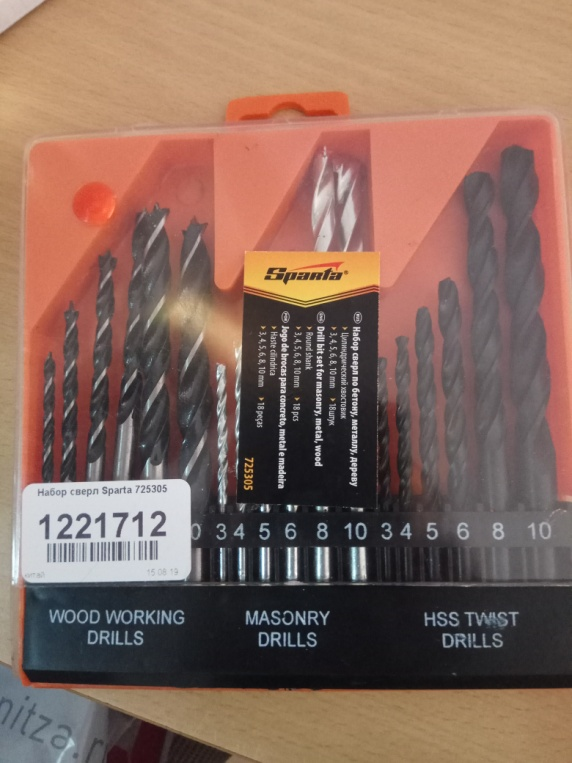 Sparta®
RUS Набор сверл по бетону, металлу, дереву
Цилиндрический хвостовик
3, 4, 5, 6, 8, 10 mm
18 штук
Drill bit set for masonry, metal, wood
Round shank
3, 4, 5, 6, 8, 10 mm
18 pcs
Jogo de brocas para concreto, metal e madeira
Haste cilíndrica
3, 4, 5, 6, 8, 10 mm
18 peças
725305
Набор сверл Sparta 725305
1221712
китай
15.08.19
0 3 4 5 6 8 10 3 4 5 6 8 10
WOOD WORKING
DRILLS
MASONRY
DRILLS
HSS TWIST
DRILLS
nitza.r